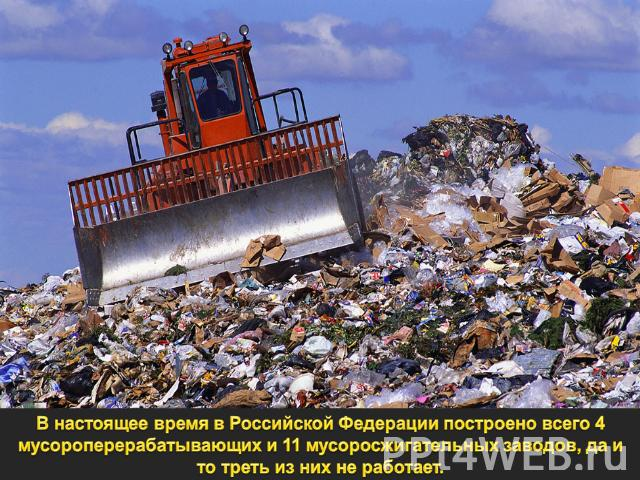 В настоящее время в Российской Федерации построено всего 4
мусороперерабатывающих и 11 мусоросжигательных заводов, да и
то треть из них не работает.
PPt4WEB.ru